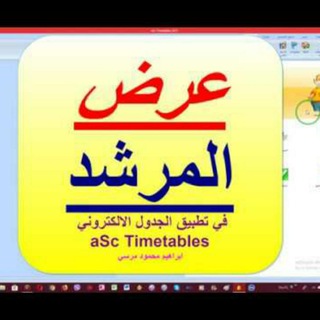 عرض
المرشد
في تطبيق الجدول الالكتروني
aSc Timetables
ابراهيم محمود مرسي